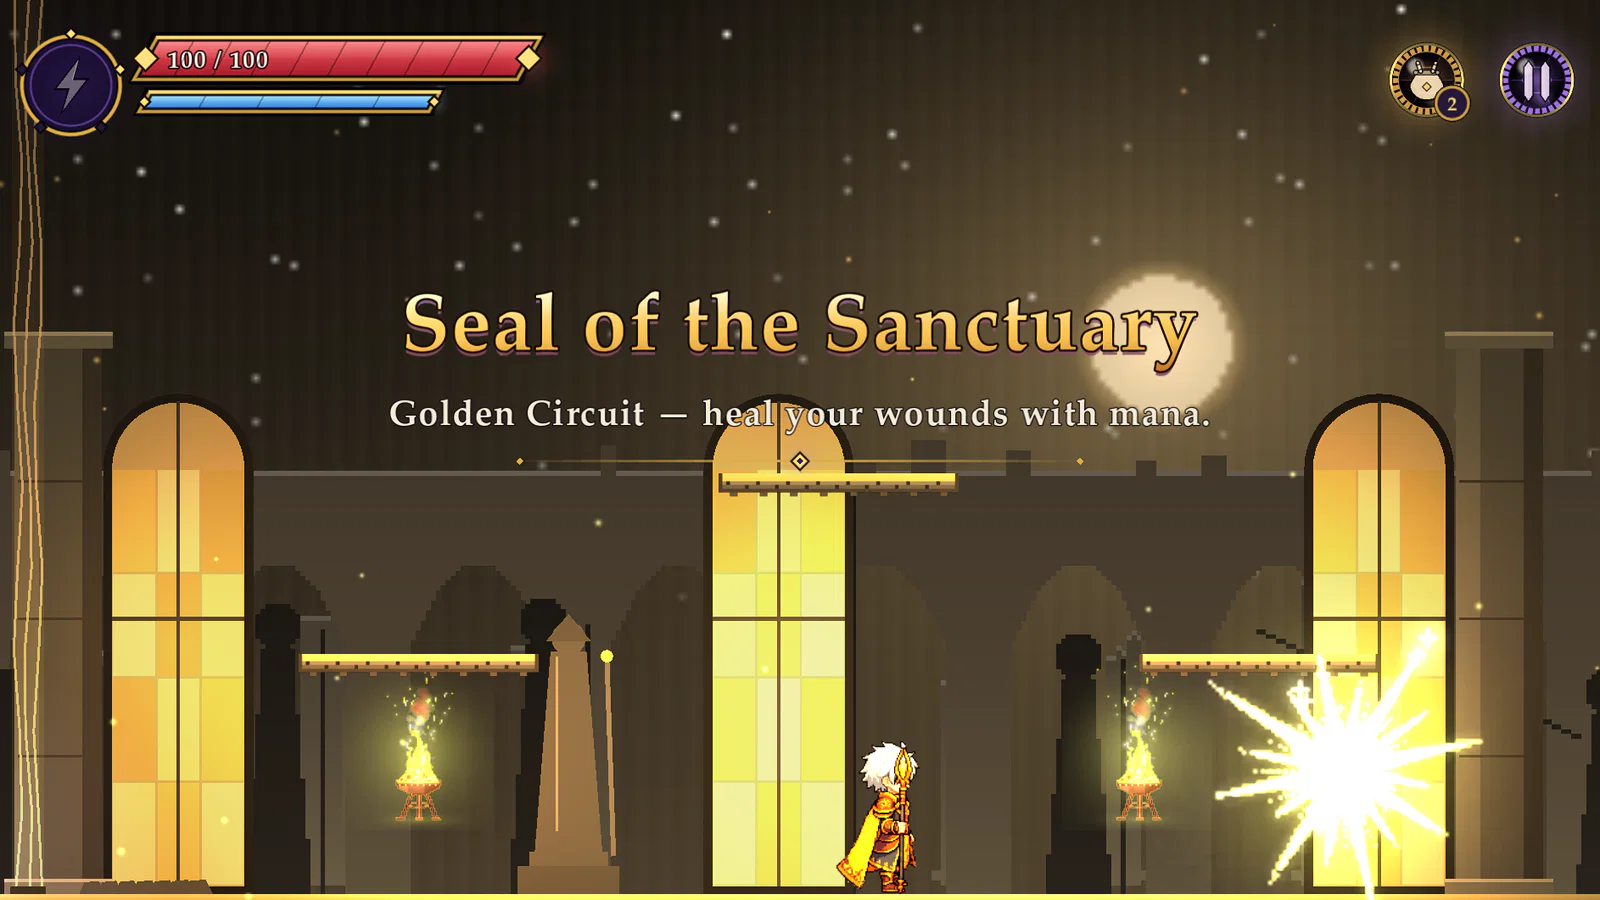 100 / 100
2
Seal of the Sanctuary
Golden Circuit — heal your wounds with mana.